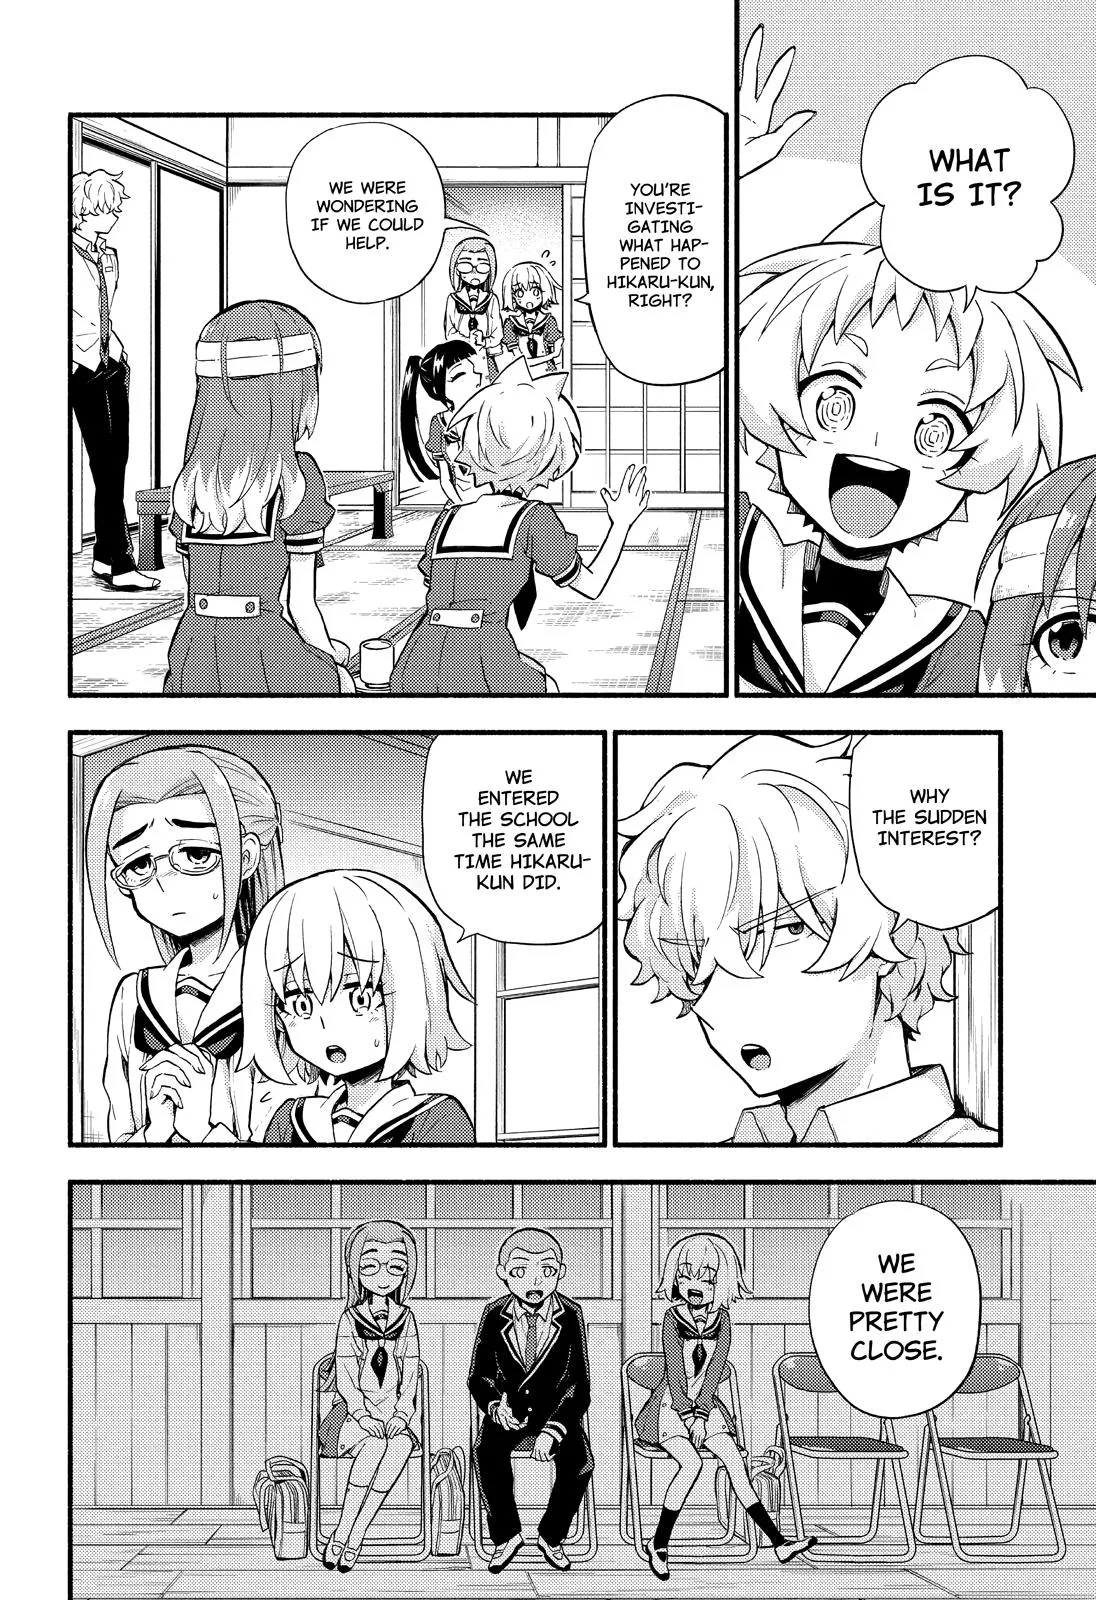 WHAT
IS IT?
YOU'RE
INVESTI-
GATING
WHAT HAP-
PENED TO
HIKARU-KUN,
RIGHT?
WE WERE
WONDERING
IF WE COULD
HELP.
WHY
THE SUDDEN
INTEREST?
WE
ENTERED
THE SCHOOL
THE SAME
TIME HIKARU-
KUN DID.
WE
WERE
PRETTY
CLOSE.